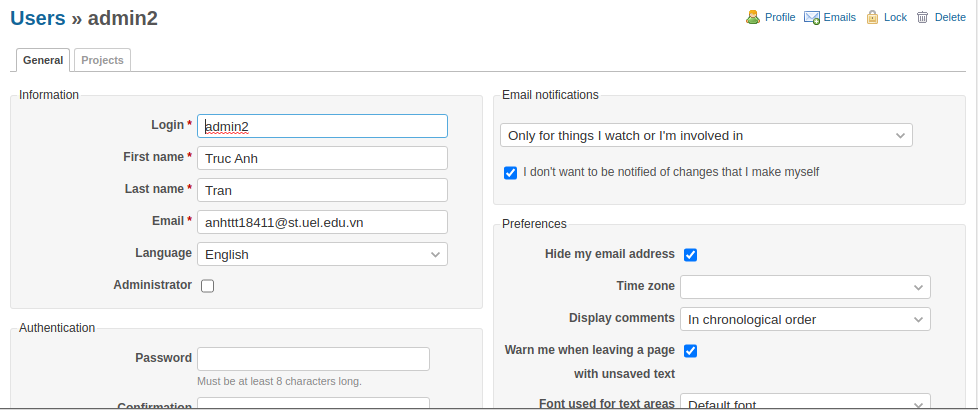 Users » admin2
Profile Emails Lock Delete
General Projects
Information
Login * admin2
First name * Truc Anh
Last name * Tran
Email * anhttt18411@st.uel.edu.vn
Language English
Administrator
Authentication
Password
Must be at least 8 characters long.
Confirmation
Email notifications
Only for things I watch or I'm involved in
I don't want to be notified of changes that I make myself
Preferences
Hide my email address
Time zone
Display comments In chronological order
Warn me when leaving a page
with unsaved text
Font used for text areas Default font